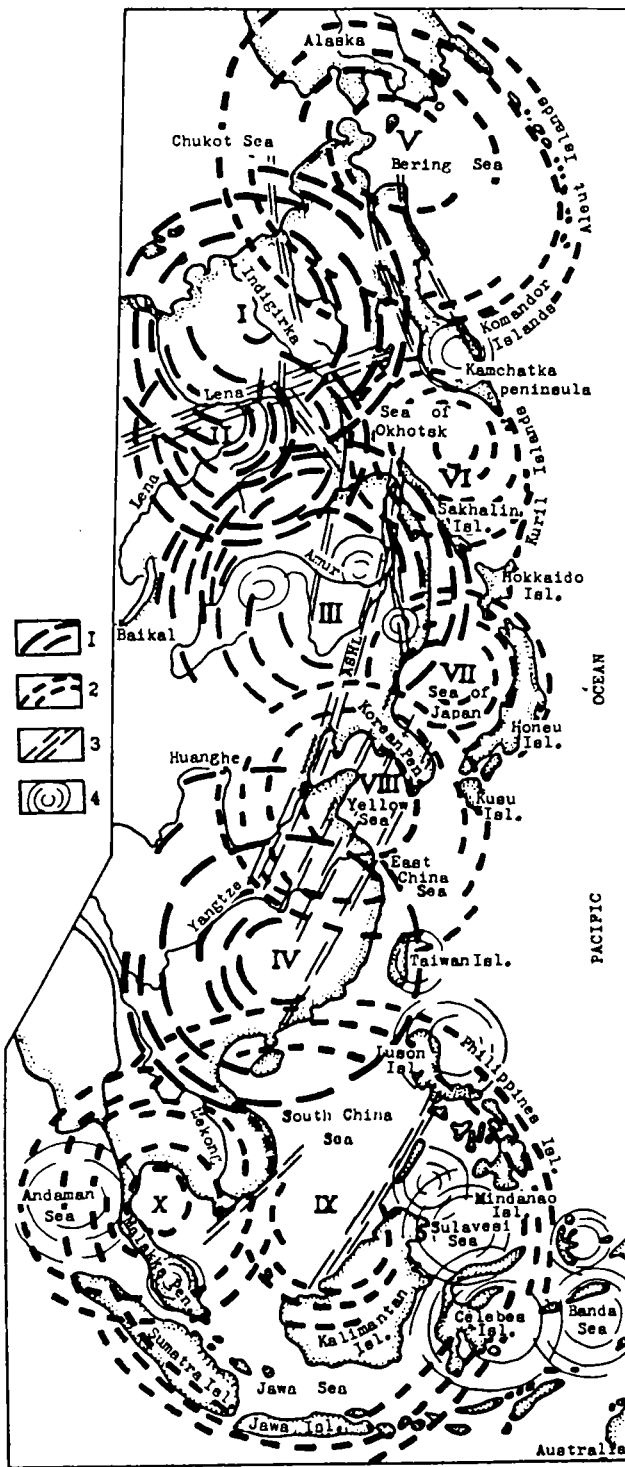 Alaska
Chukot Sea
V
Bering Sea
Aleut Islands
Indigirka
I
Komandor
Islands
Kamchatka
peninsula
Lena
II
Sea of
Okhotsk
Lena
VI
Kuril Islands
Sakhalin
Isl.
Amur
Hokkaido
Isl.
III
Baikal
I
2
3
4
VII
Sea of
Japan
OCEAN
Honsu
Isl.
Korean Pen.
Huanghe
VIII
Yellow
Sea
Kusu
Isl.
East
China
Sea
Yangtze
IV
PACIFIC
Taiwan Isl.
Luson
Isl.
Philippines Isl.
South China
Sea
Lekong
Andaman
Sea
X
IX
Mindanao
Isl.
Sulavesi
Sea
Malakka Pen.
Kalimantan
Isl.
Celebea
Isl.
Banda
Sea
Sumatra Isl.
Jawa Sea
Jawa Isl.
Australia